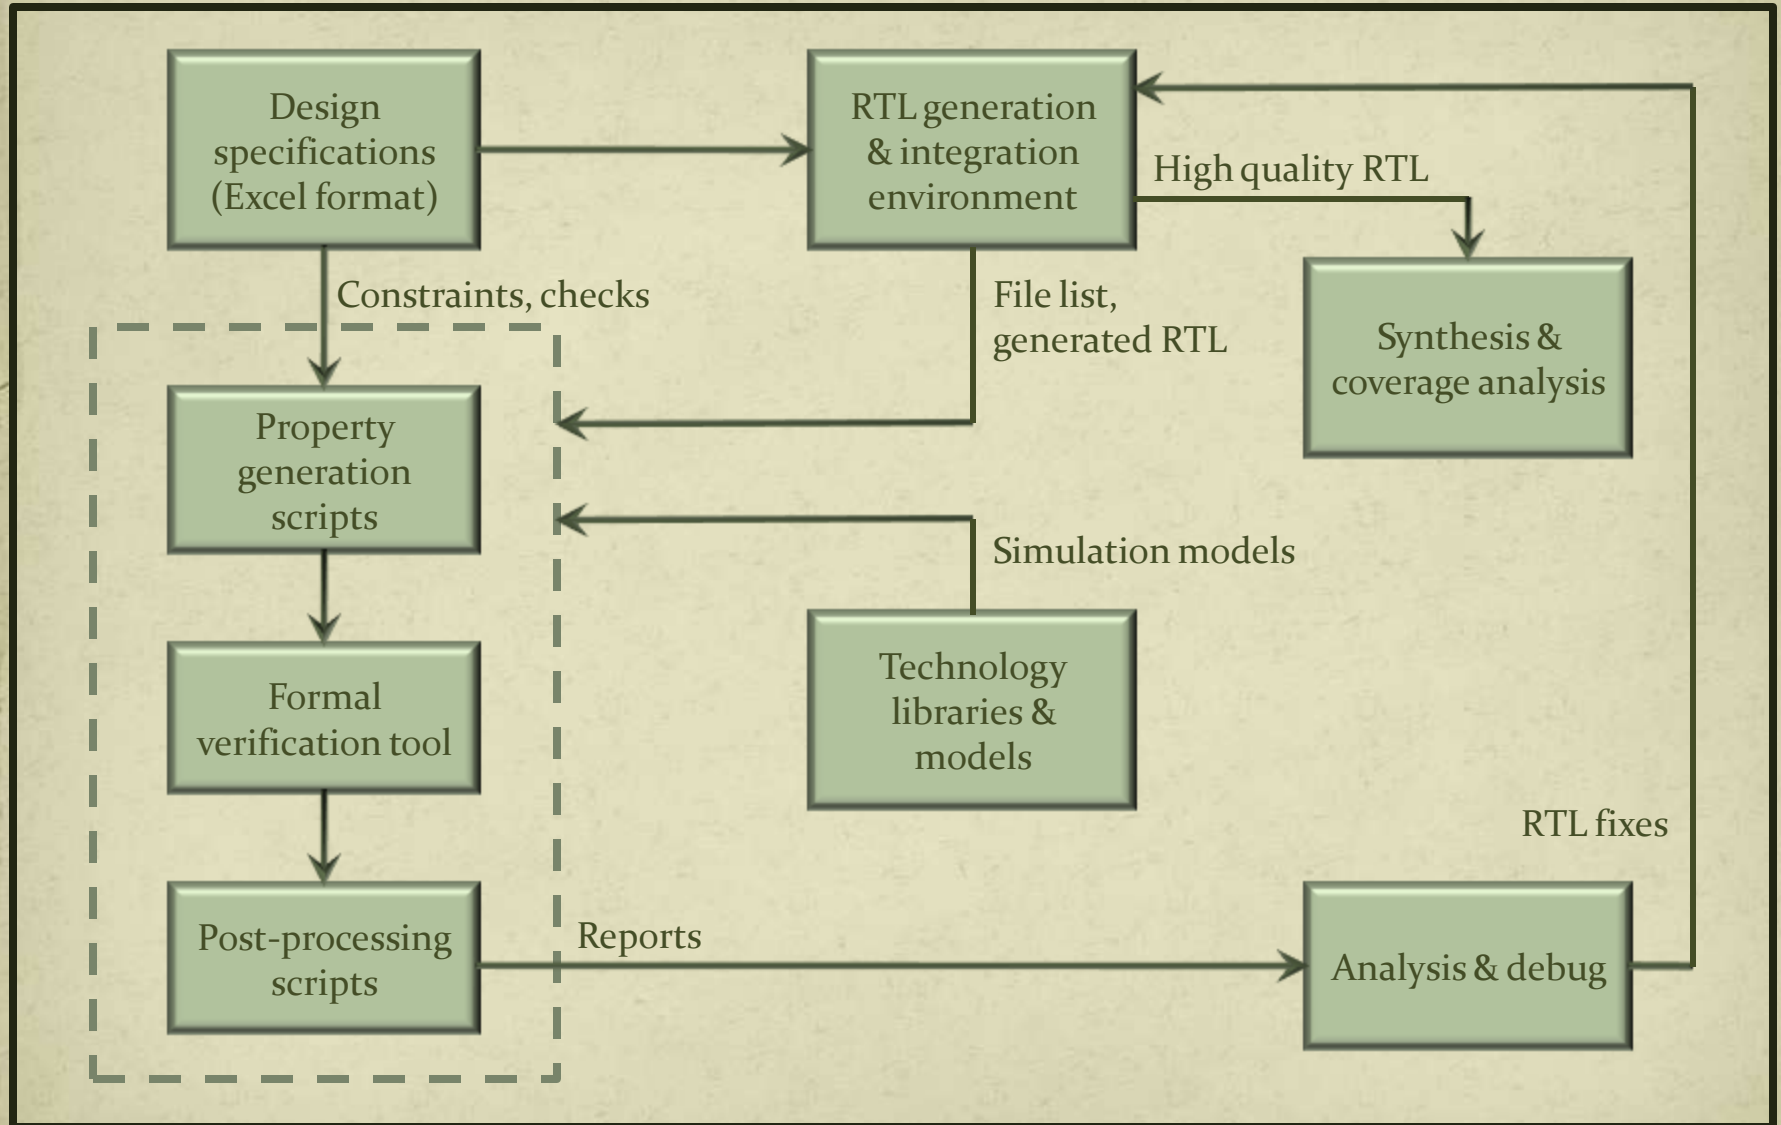 Design
specifications
(Excel format)
RTL generation
& integration
environment
High quality RTL
Constraints, checks
File list,
generated RTL
Synthesis &
coverage analysis
Property
generation
scripts
Simulation models
Formal
verification tool
Technology
libraries &
models
RTL fixes
Post-processing
scripts
Reports
Analysis & debug